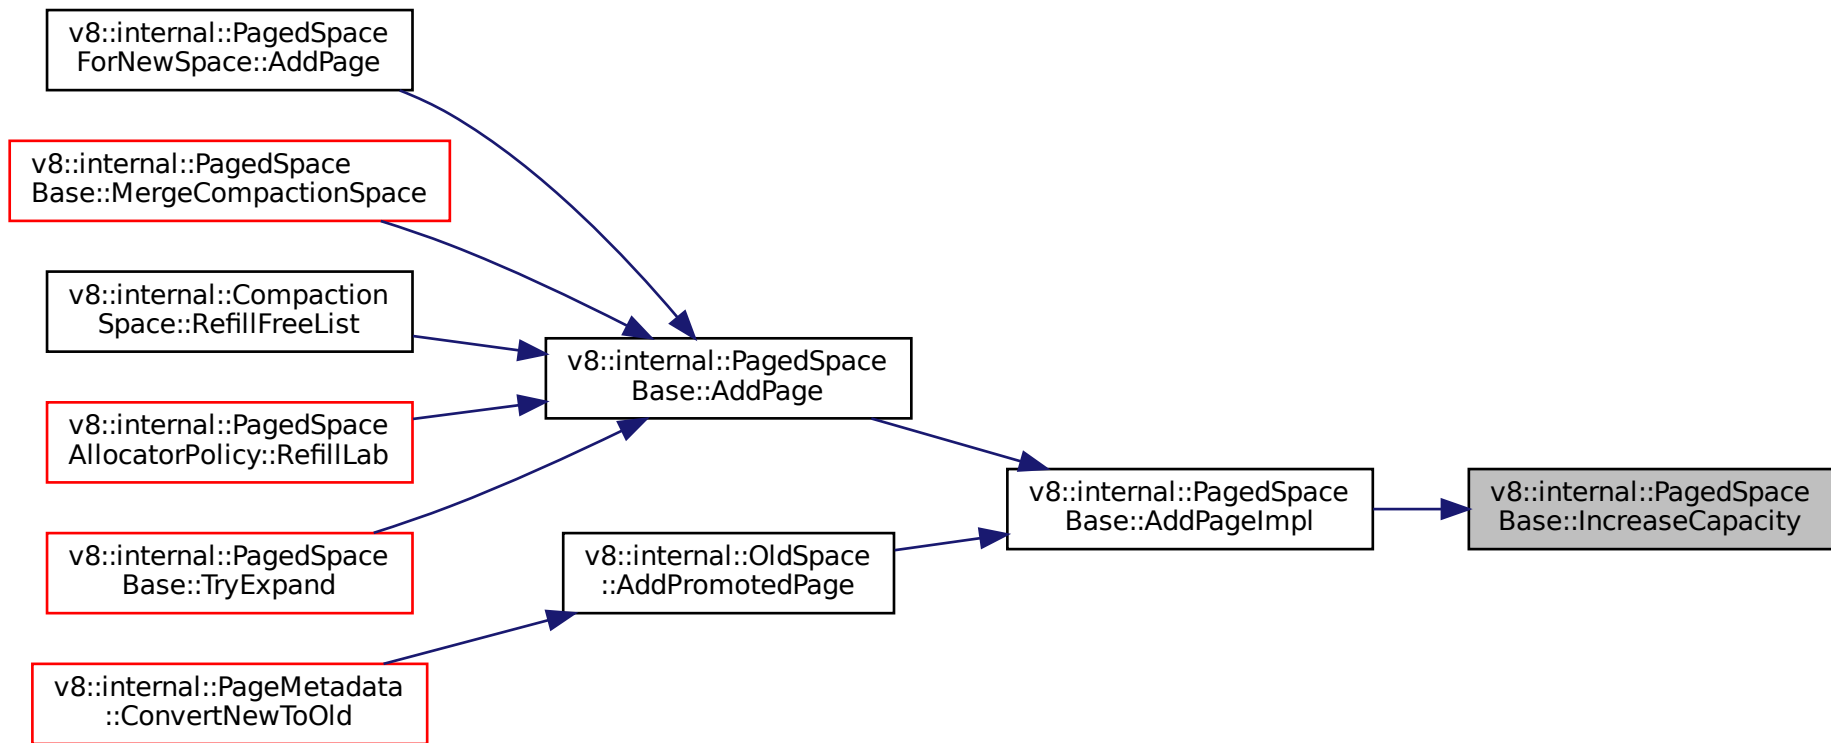 v8::internal::PagedSpace
ForNewSpace::AddPage
v8::internal::PagedSpace
Base::MergeCompactionSpace
v8::internal::Compaction
Space::RefillFreeList
v8::internal::PagedSpace
AllocatorPolicy::RefillLab
v8::internal::PagedSpace
Base::TryExpand
v8::internal::PageMetadata
::ConvertNewToOld
v8::internal::PagedSpace
Base::AddPage
v8::internal::OldSpace
::AddPromotedPage
v8::internal::PagedSpace
Base::AddPageImpl
v8::internal::PagedSpace
Base::IncreaseCapacity